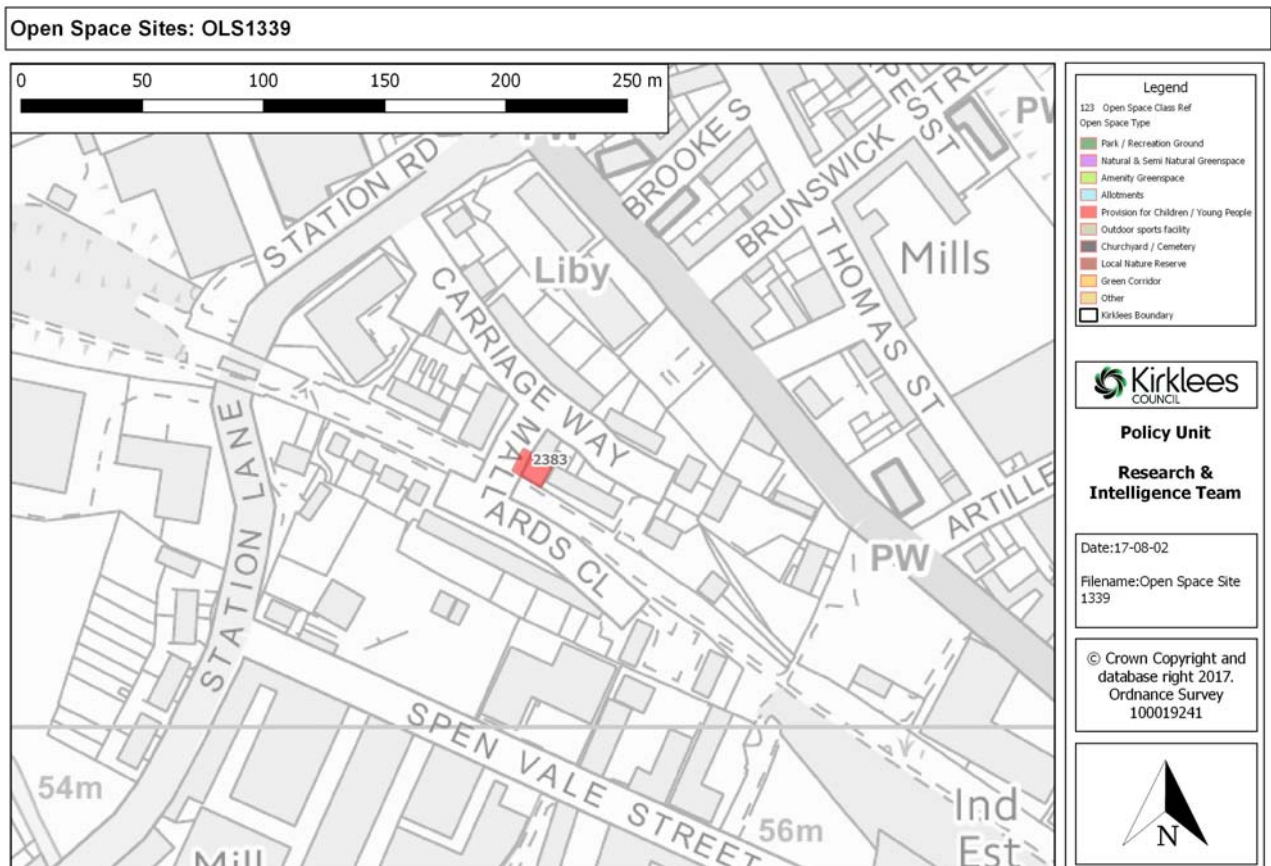 Open Space Sites: OLS1339
0 50 100 150 200 250 m
STATION RD
PW
BROOKE S
BRUNSWICK STRE
PESST
PW
THOMAS ST
Mills
Liby
CARRIAGE WAY
MALLARDS CL
2383
STATION LANE
ARTILLE
PW
SPEN VALE STREET
54m
56m
Mill
Ind
Est
Legend
123 Open Space Class Ref
Open Space Type
Park / Recreation Ground
Natural & Semi Natural Greenspace
Amenity Greenspace
Allotments
Provision for Children / Young People
Outdoor sports facility
Churchyard / Cemetery
Local Nature Reserve
Green Corridor
Other
Kirklees Boundary
Kirklees
COUNCIL
Policy Unit
Research &
Intelligence Team
Date:17-08-02
Filename:Open Space Site
1339
© Crown Copyright and
database right 2017.
Ordnance Survey
100019241
N